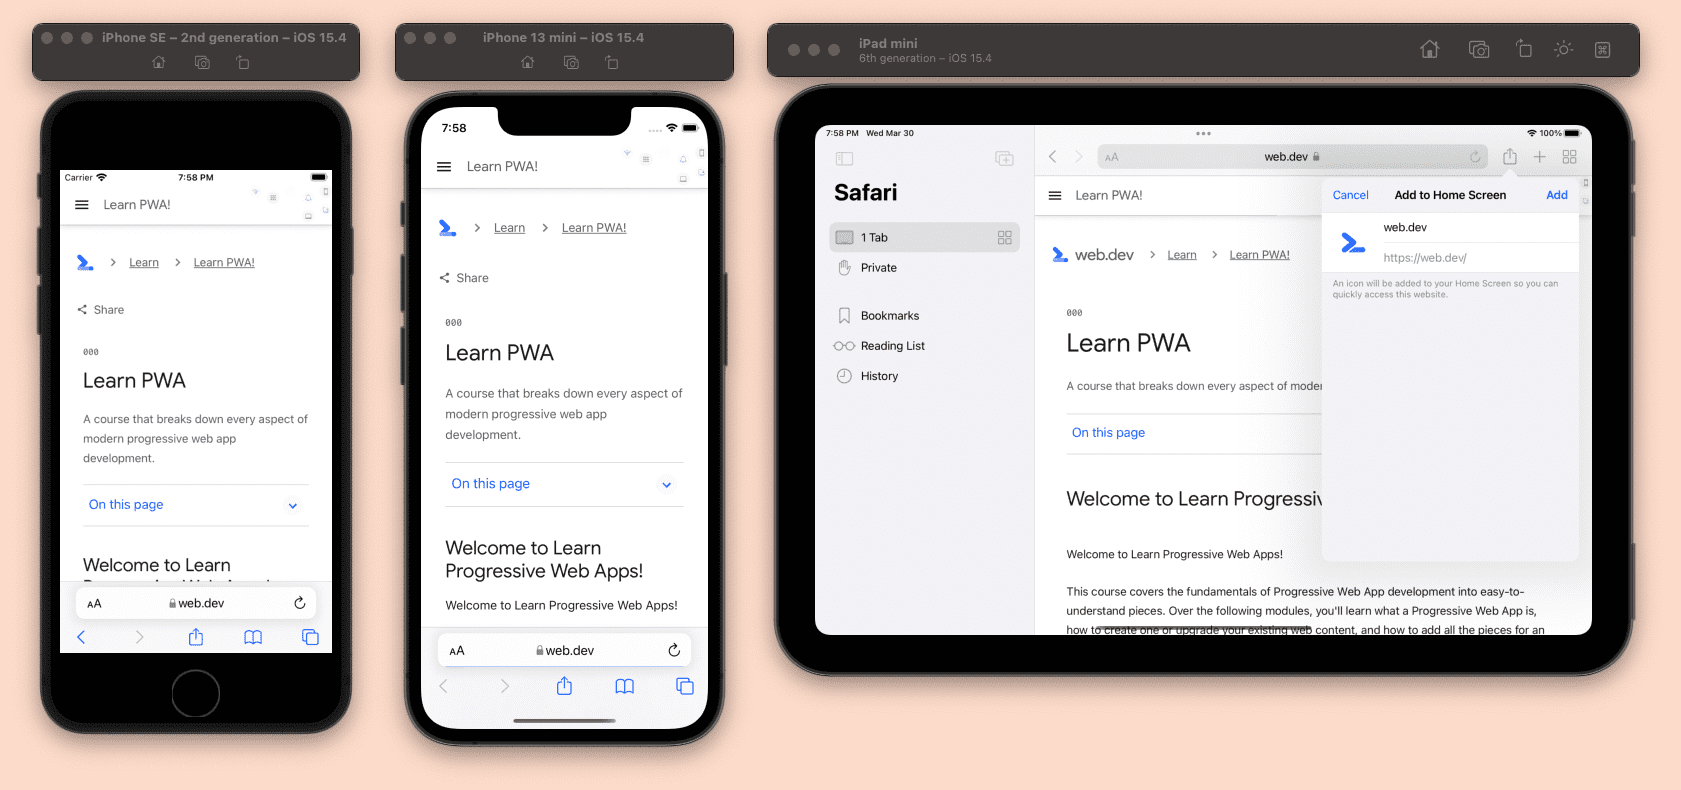 iPhone SE – 2nd generation – iOS 15.4
Carrier
7:58 PM
Learn PWA!
Learn
Learn PWA!
Share
000
Learn PWA
A course that breaks down every aspect of
modern progressive web app
development.
On this page
Welcome to Learn
AA
web.dev
iPhone 13 mini – iOS 15.4
7:58
Learn PWA!
Learn
Learn PWA!
Share
000
Learn PWA
A course that breaks down every aspect of
modern progressive web app
development.
On this page
Welcome to Learn
Progressive Web Apps!
Welcome to Learn Progressive Web Apps!
AA
web.dev
iPad mini
6th generation – iOS 15.4
7:58 PM Wed Mar 30
100%
Safari
1 Tab
Private
Bookmarks
Reading List
History
AA
web.dev
Learn PWA!
web.dev
Learn
Learn PWA!
000
Learn PWA
A course that breaks down every aspect of moder
On this page
Welcome to Learn Progressiv
Welcome to Learn Progressive Web Apps!
This course covers the fundamentals of Progressive Web App development into easy-to-
understand pieces. Over the following modules, you'll learn what a Progressive Web App is,
how to create one or upgrade your existing web content, and how to add all the pieces for an
Cancel
Add to Home Screen
Add
web.dev
https://web.dev/
An icon will be added to your Home Screen so you can
quickly access this website.